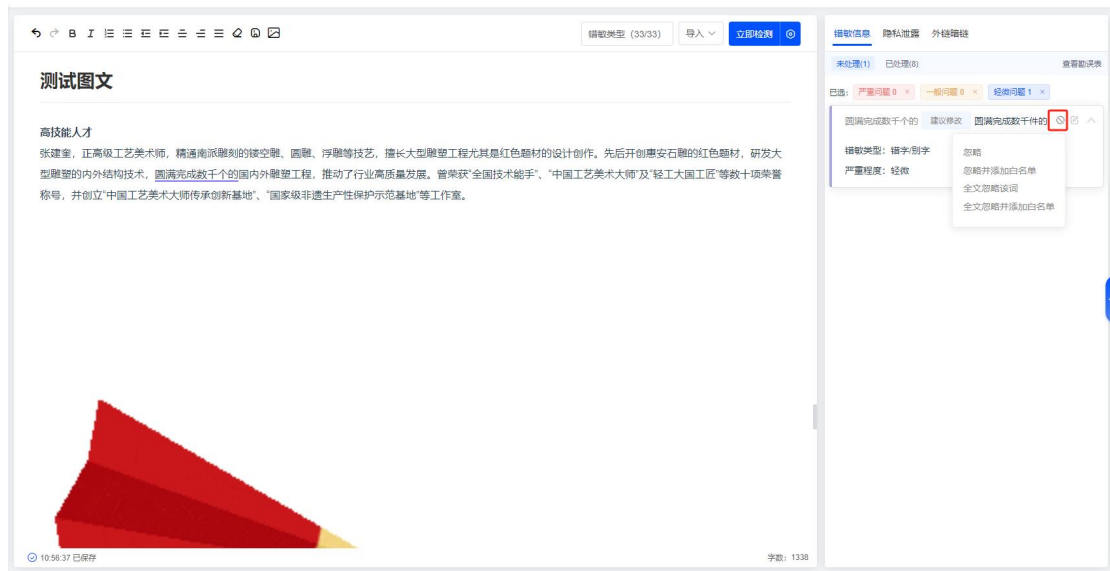 B I
错敏类型 (33/33) 导入 立即检测
测试图文
高技能人才
张建奎，正高级工艺美术师，精通南派雕刻的镂空雕、圆雕、浮雕等技艺，擅长大型雕塑工程尤其是红色题材的设计创作。先后开创惠安石雕的红色题材，研发大
型雕塑的内外结构技术，圆满完成数千个的国内外雕塑工程，推动了行业高质量发展。曾荣获“全国技术能手”、“中国工艺美术大师”及“轻工大国工匠”等数十项荣誉
称号，并创立“中国工艺美术大师传承创新基地”、“国家级非遗生产性保护示范基地”等工作室。
10:56:37 已保存
字数：1338
错敏信息 隐私泄露 外链暗链
未处理(1) 已处理(8) 查看勘误表
已选： 严重问题 0 × 一般问题 0 × 轻微问题 1 ×
圆满完成数千个的 建议修改 圆满完成数千件的
错敏类型：错字/别字
严重程度：轻微
忽略
忽略并添加白名单
全文忽略该词
全文忽略并添加白名单